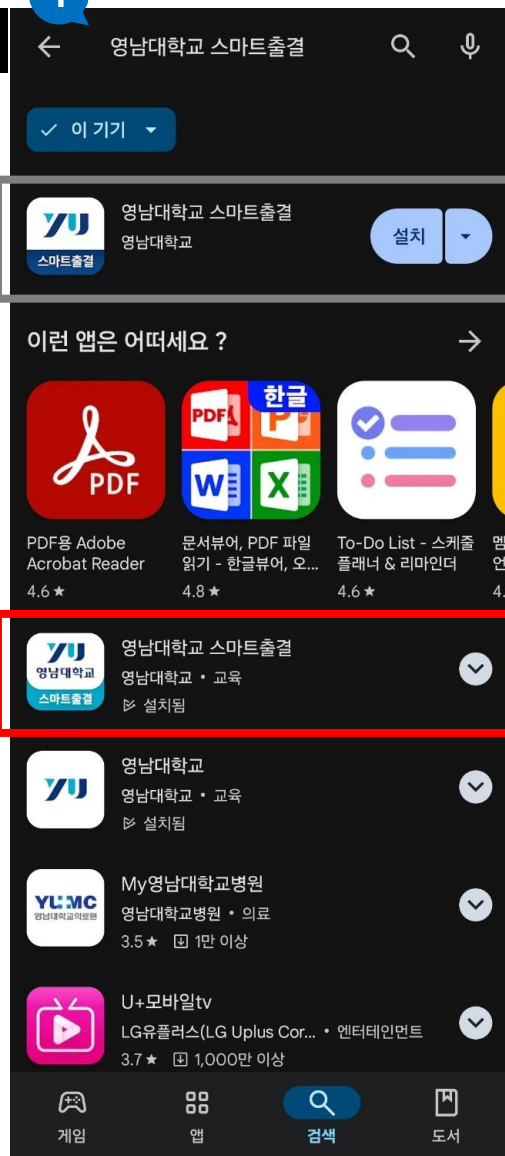 1
영남대학교 스마트출결
이 기기
YU
스마트출결
영남대학교 스마트출결
영남대학교
설치
이런 앱은 어떠세요 ?
PDF
PDF
한글
P
W
X
PDF용 Adobe
Acrobat Reader
4.6 ★
문서뷰어, PDF 파일
읽기 - 한글뷰어, 오...
4.8 ★
To-Do List - 스케줄
플래너 & 리마인더
4.6 ★
멤
언
4.
YU
영남대학교
스마트출결
영남대학교 스마트출결
영남대학교 • 교육
설치됨
YU
영남대학교
영남대학교 • 교육
설치됨
YUMC
영남대학교의료원
My영남대학교병원
영남대학교병원 • 의료
3.5 ★ 1만 이상
U+모바일tv
LG유플러스(LG Uplus Cor... • 엔터테인먼트
3.7 ★ 1,000만 이상
게임
앱
검색
도서